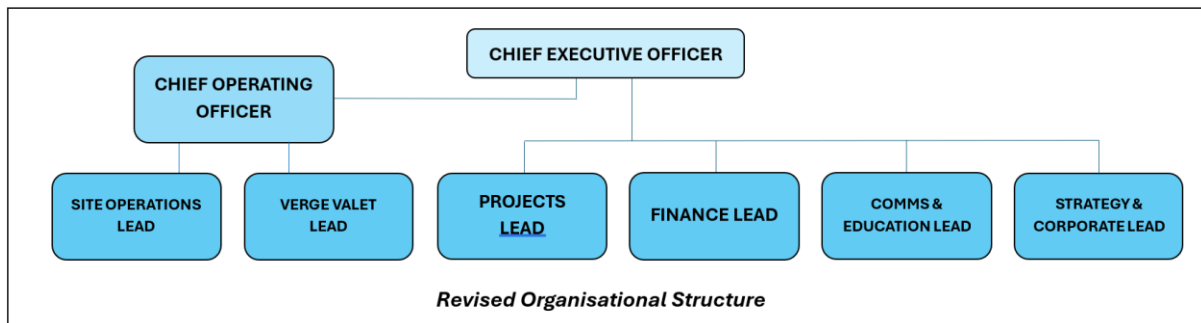 CHIEF EXECUTIVE OFFICER
CHIEF OPERATING
OFFICER
SITE OPERATIONS
LEAD
VERGE VALET
LEAD
PROJECTS
LEAD
FINANCE LEAD
COMMS &
EDUCATION LEAD
STRATEGY &
CORPORATE LEAD
Revised Organisational Structure